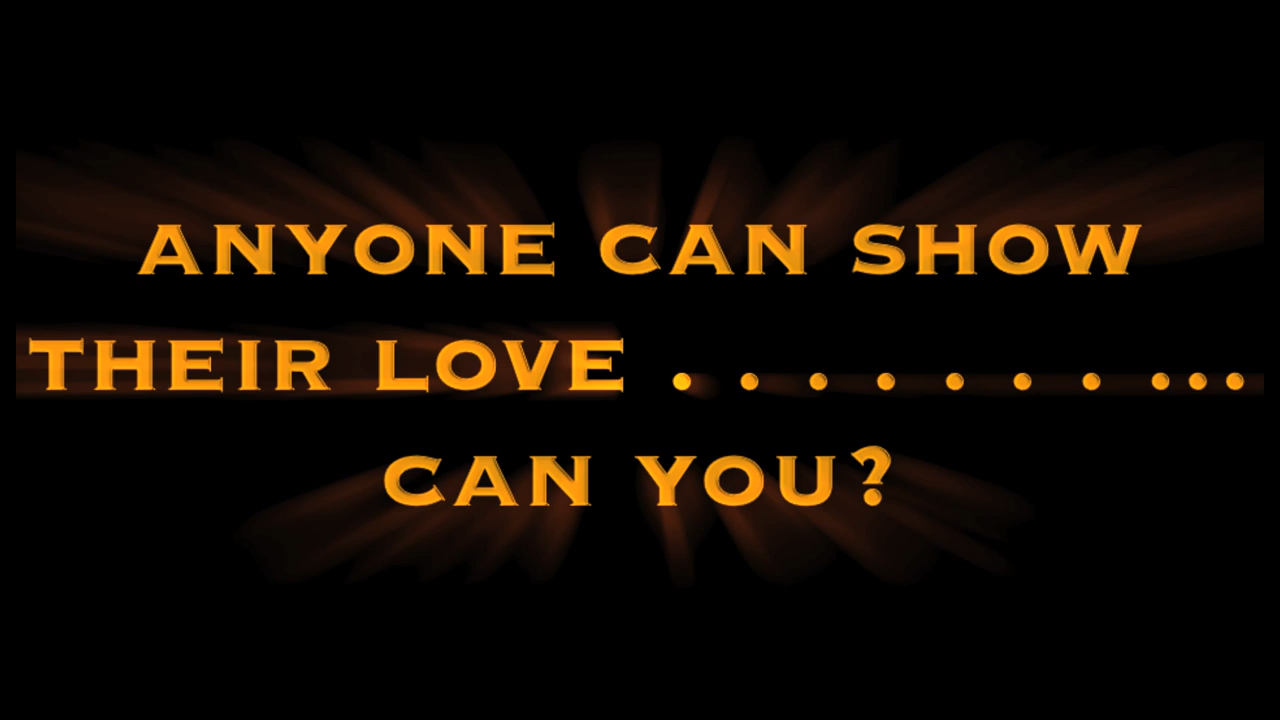 ANYONE CAN SHOW
THEIR LOVE . . . . . . . ...
CAN YOU?